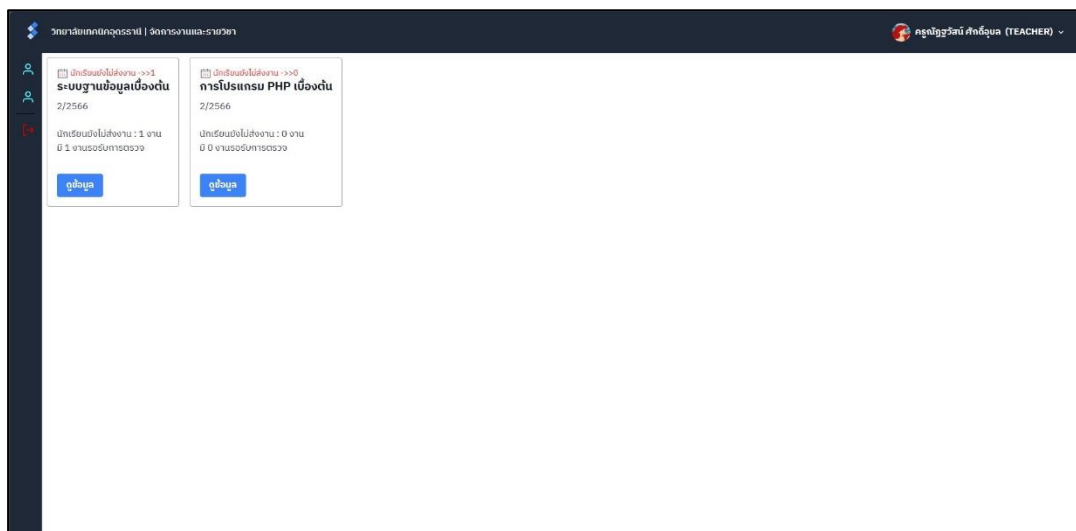 วิทยาลัยเทคนิคอุดรธานี | จัดการงานและรายวิชา
ครูณัฏฐวัสน์ ศักดิ์อุบล (TEACHER)
นักเรียนยังไม่ส่งงาน ->>1
ระบบฐานข้อมูลเบื้องต้น
2/2566
นักเรียนยังไม่ส่งงาน : 1 งาน
มี 1 งานรอรับการตรวจ
ดูข้อมูล
นักเรียนยังไม่ส่งงาน ->>0
การโปรแกรม PHP เบื้องต้น
2/2566
นักเรียนยังไม่ส่งงาน : 0 งาน
มี 0 งานรอรับการตรวจ
ดูข้อมูล